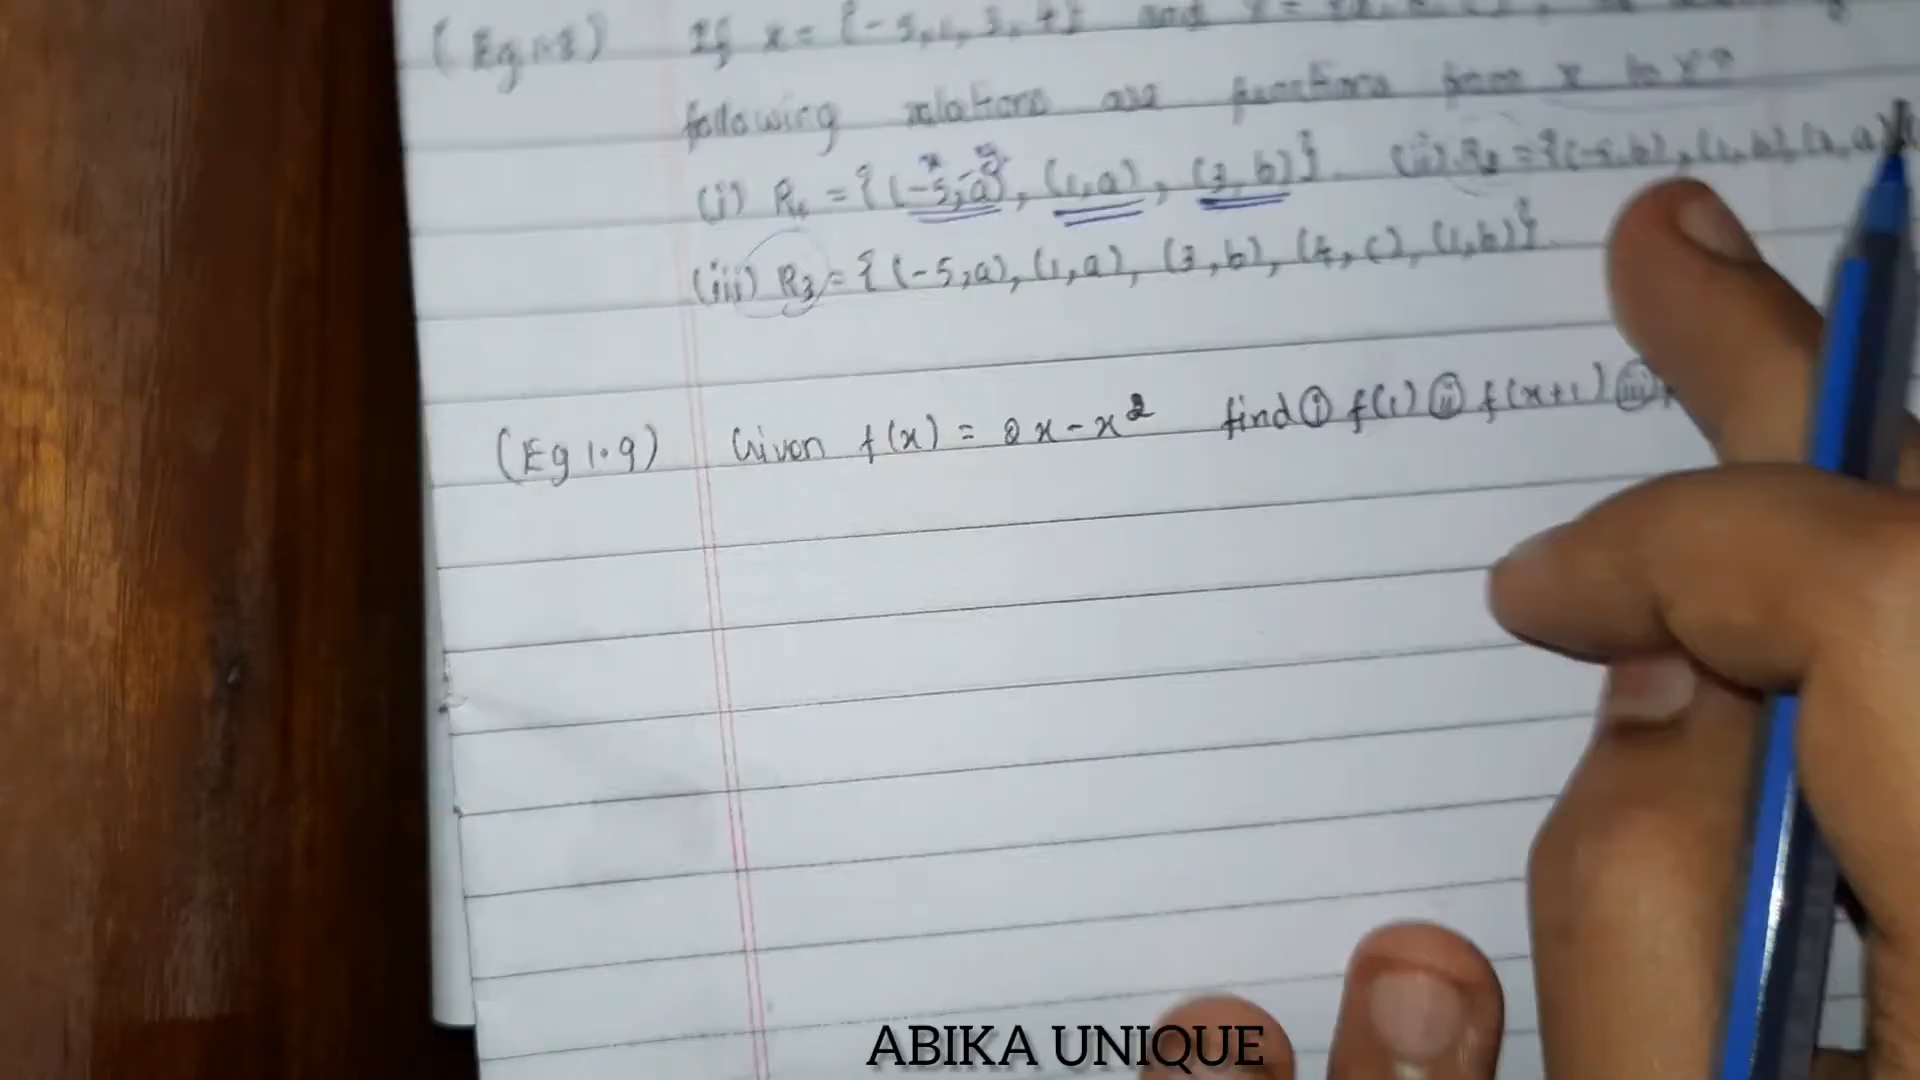 (Eg 1.8) If x = {-5, 1, 3, 4} and
following relations are functions from x to Y?
(i) R₁ = {(-5, a), (1, a), (3, b)} (ii) R₂ = {(-5, b), (1, b), (3, a)
(iii) R₃ = {(-5, a), (1, a), (3, b), (4, c), (1, b)}
(Eg 1.9) Given f(x) = 2x - x² find (i) f(1) (ii) f(x+1) (iii)
ABIKA UNIQUE